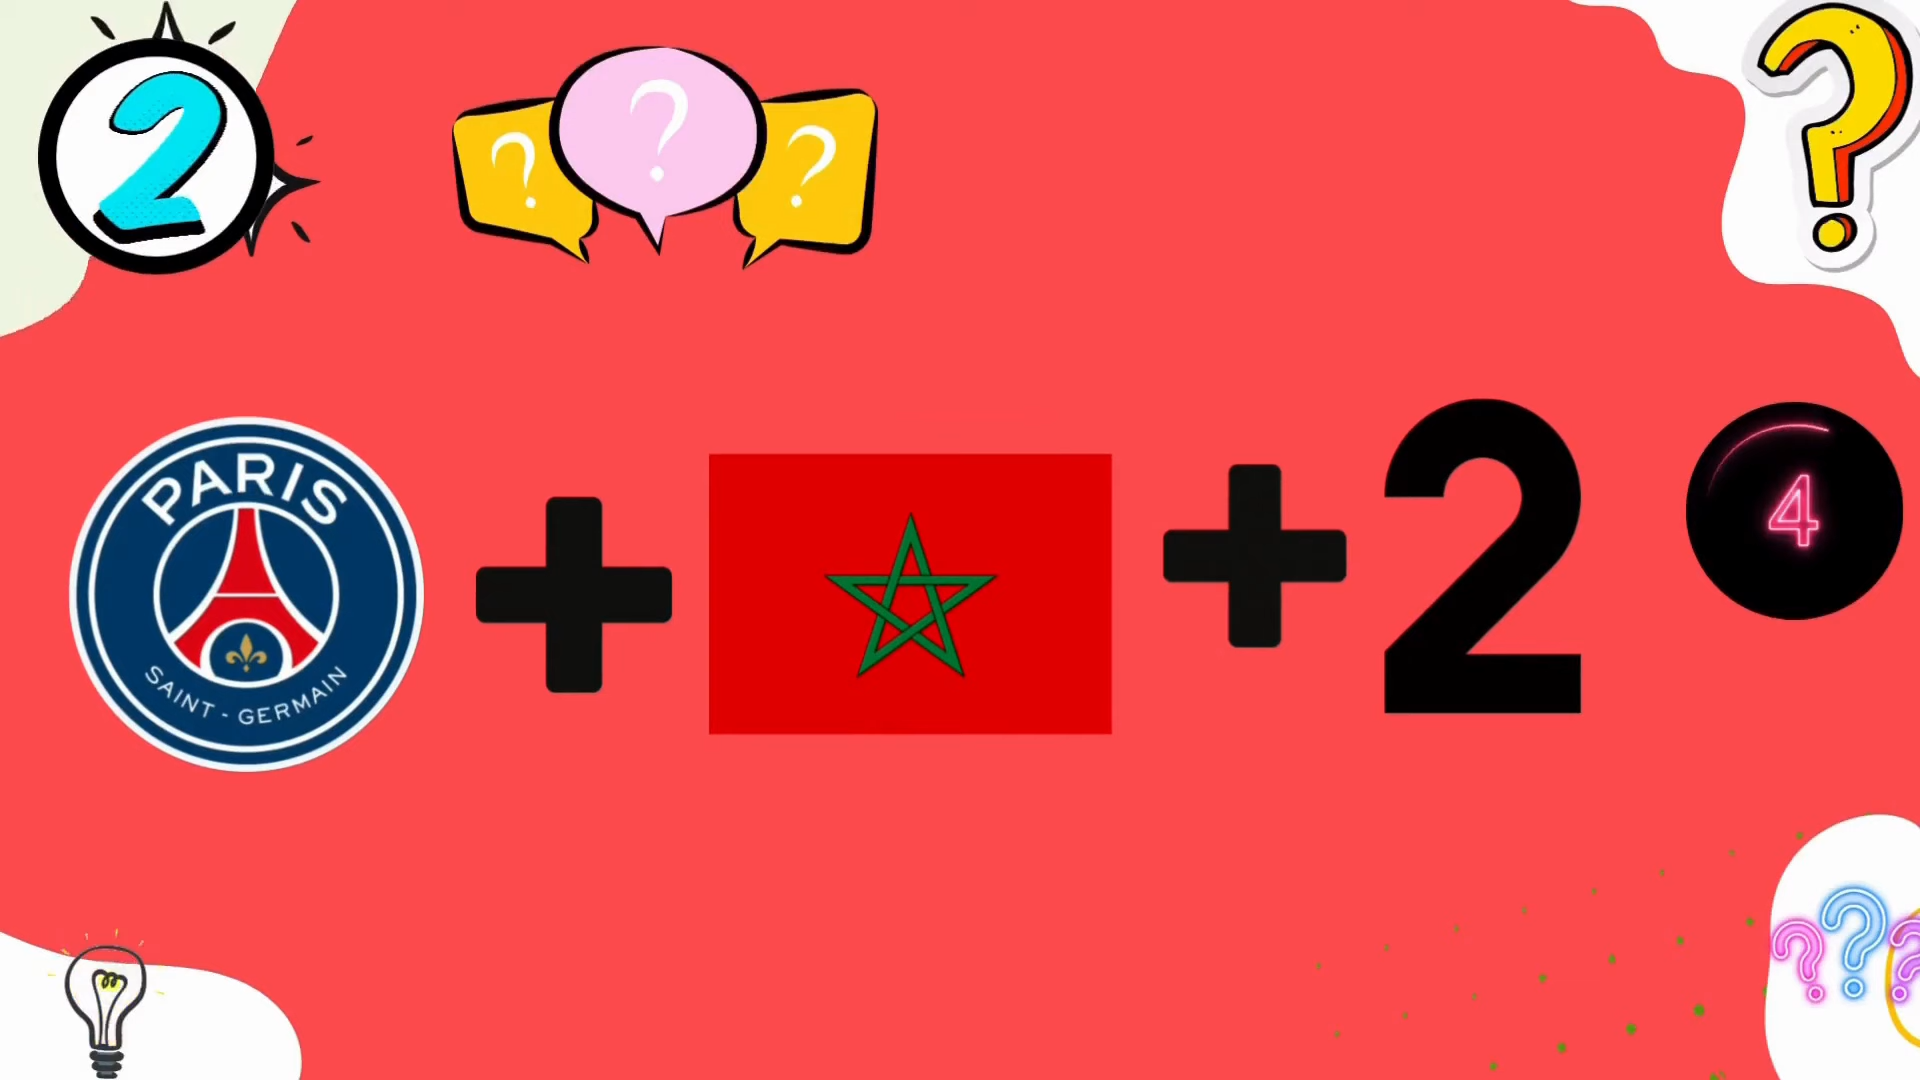 2
? ? ?
?
PARIS
SAINT-GERMAIN
+
+
2
4
? ? ?